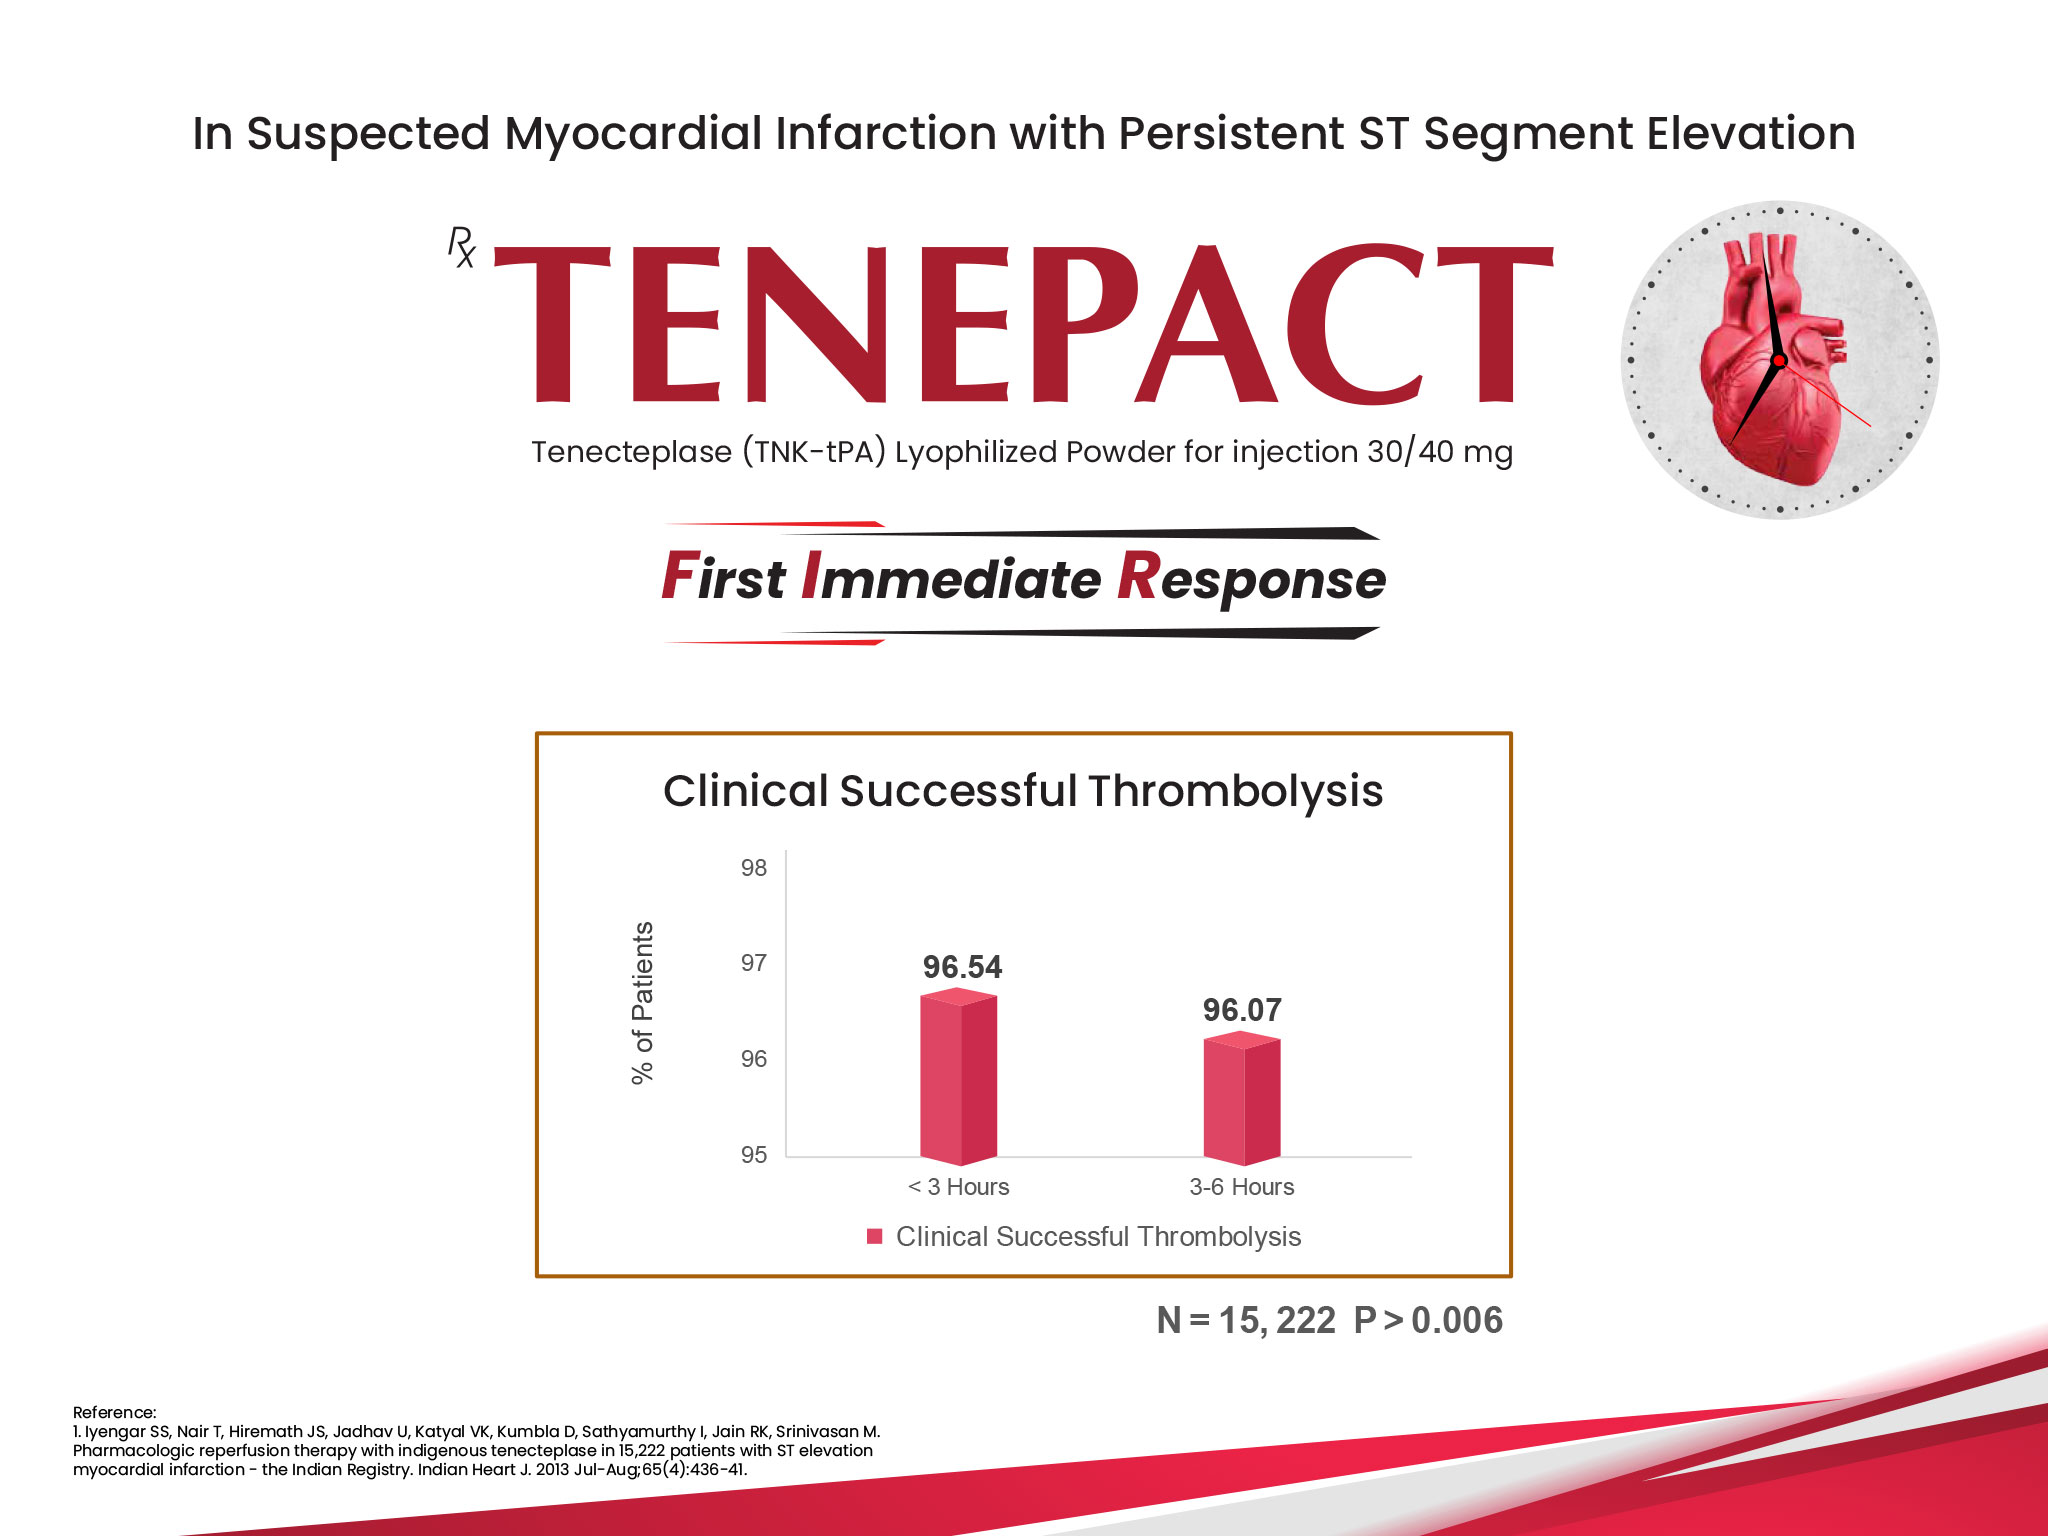 In Suspected Myocardial Infarction with Persistent ST Segment Elevation
Rx TENEPACT
Tenecteplase (TNK-tPA) Lyophilized Powder for injection 30/40 mg
First Immediate Response
Clinical Successful Thrombolysis
% of Patients
98
97
96
95
96.54
96.07
< 3 Hours
3-6 Hours
Clinical Successful Thrombolysis
N = 15, 222 P > 0.006
Reference:
1. Iyengar SS, Nair T, Hiremath JS, Jadhav U, Katyal VK, Kumbla D, Sathyamurthy I, Jain RK, Srinivasan M.
Pharmacologic reperfusion therapy with indigenous tenecteplase in 15,222 patients with ST elevation
myocardial infarction - the Indian Registry. Indian Heart J. 2013 Jul-Aug;65(4):436-41.